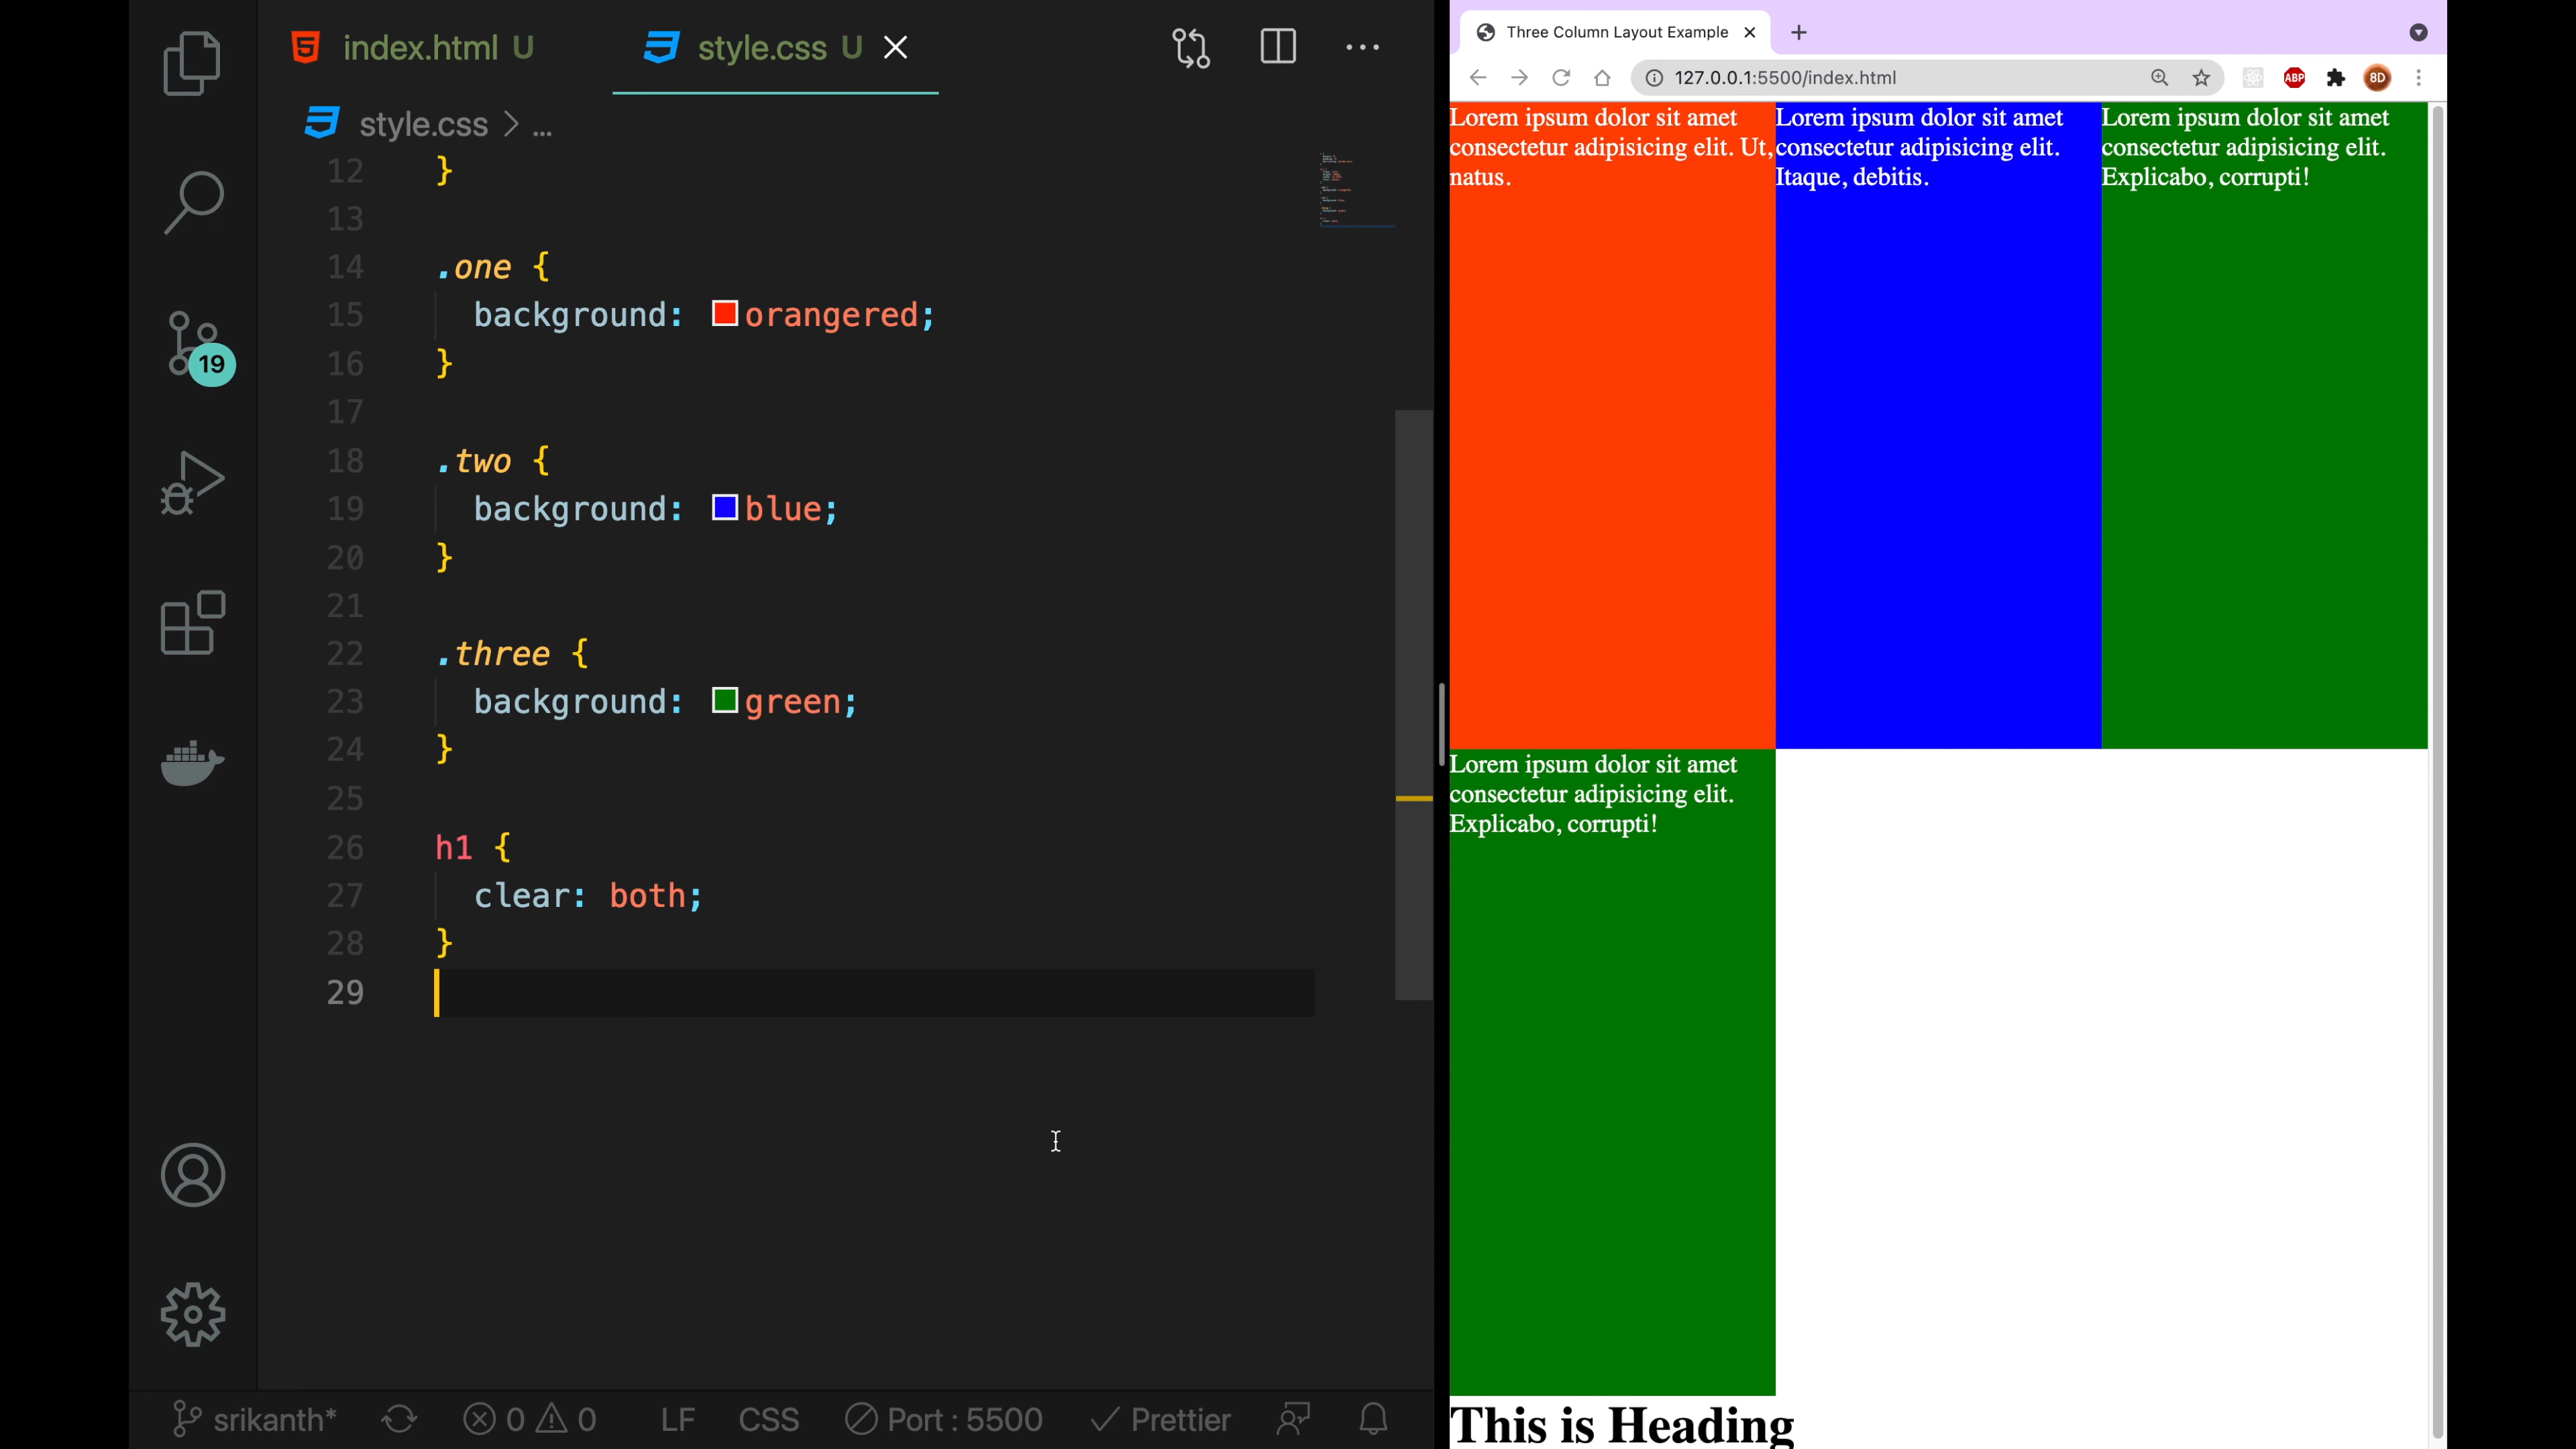 index.html U
style.css U
style.css > ...
12 }
13
14 .one {
15 background: orangered;
16 }
17
18 .two {
19 background: blue;
20 }
21
22 .three {
23 background: green;
24 }
25
26 h1 {
27 clear: both;
28 }
29
19
srikanth*
0
0
LF
CSS
Port : 5500
Prettier
Three Column Layout Example
127.0.0.1:5500/index.html
ABP
8D
Lorem ipsum dolor sit amet
consectetur adipisicing elit. Ut,
natus.
Lorem ipsum dolor sit amet
consectetur adipisicing elit.
Itaque, debitis.
Lorem ipsum dolor sit amet
consectetur adipisicing elit.
Explicabo, corrupti!
Lorem ipsum dolor sit amet
consectetur adipisicing elit.
Explicabo, corrupti!
This is Heading